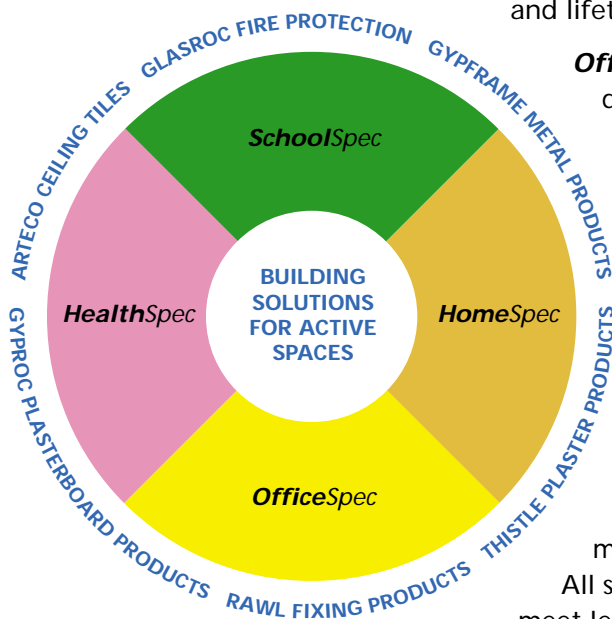 and lifet
Off
GLASROC FIRE PROTECTION
GYPFRAME METAL PRODUCTS
ARTECO CEILING TILES
SchoolSpec
HealthSpec
BUILDING
SOLUTIONS
FOR ACTIVE
SPACES
HomeSpec
GYPROC PLASTERBOARD PRODUCTS
THISTLE PLASTER PRODUCTS
OfficeSpec
RAWL FIXING PRODUCTS
m
All s